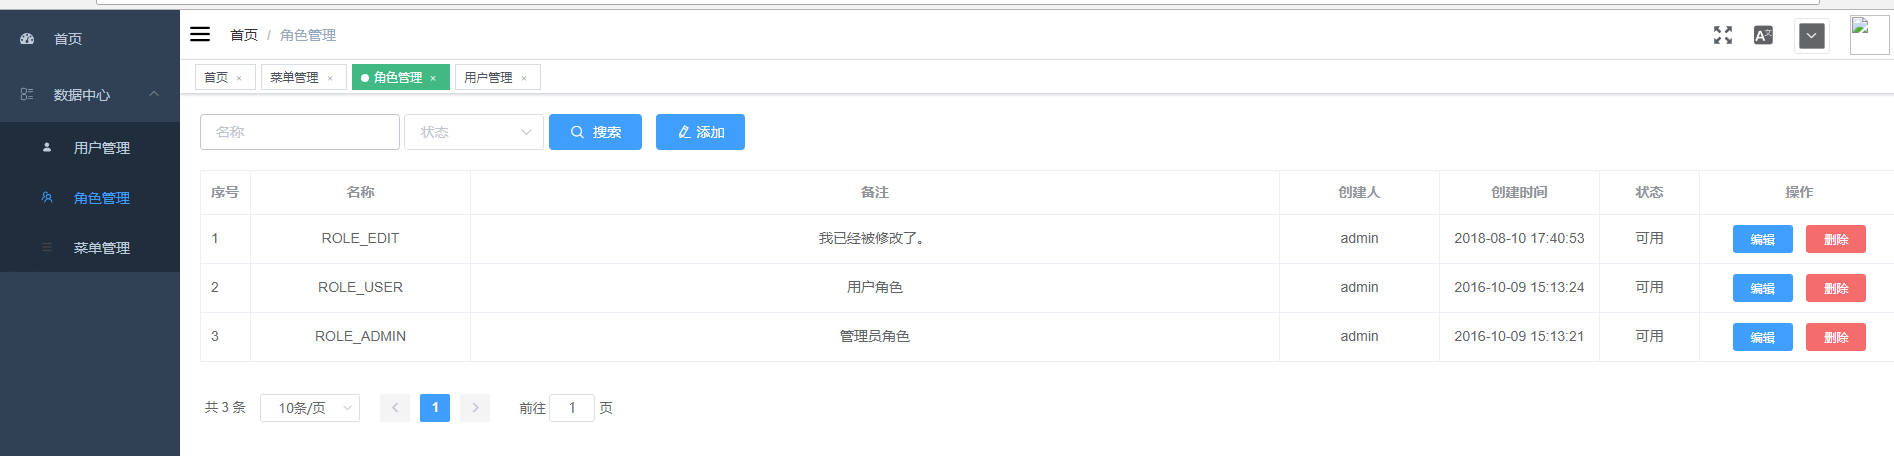 首页
数据中心
用户管理
角色管理
菜单管理
首页 / 角色管理
首页 × 菜单管理 × 角色管理 × 用户管理 ×
名称 状态 搜索 添加
序号 名称 备注 创建人 创建时间 状态 操作
1 ROLE_EDIT 我已经被修改了。 admin 2018-08-10 17:40:53 可用 编辑 删除
2 ROLE_USER 用户角色 admin 2016-10-09 15:13:24 可用 编辑 删除
3 ROLE_ADMIN 管理员角色 admin 2016-10-09 15:13:21 可用 编辑 删除
共 3 条 10条/页 1 前往 1 页